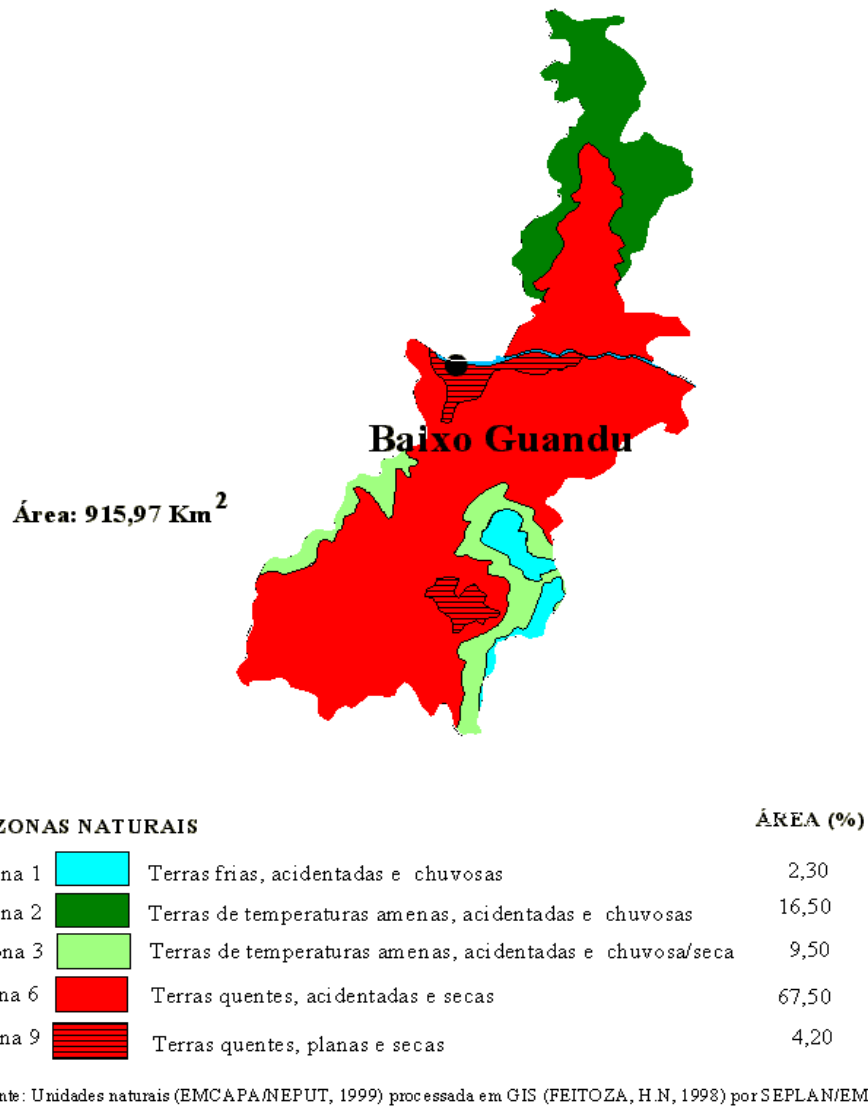 Baixo Guandu
Área: 915,97 Km²
ZONAS NATURAIS ÁREA (%)
na 1 Terras frias, acidentadas e chuvosas 2,30
na 2 Terras de temperaturas amenas, acidentadas e chuvosas 16,50
ona 3 Terras de temperaturas amenas, acidentadas e chuvosa/seca 9,50
na 6 Terras quentes, acidentadas e secas 67,50
na 9 Terras quentes, planas e secas 4,20
nte: Unidades naturais (EMCAPA/NEPUT, 1999) processada em GIS (FEITOZA, H.N, 1998) por SEPLAN/EM